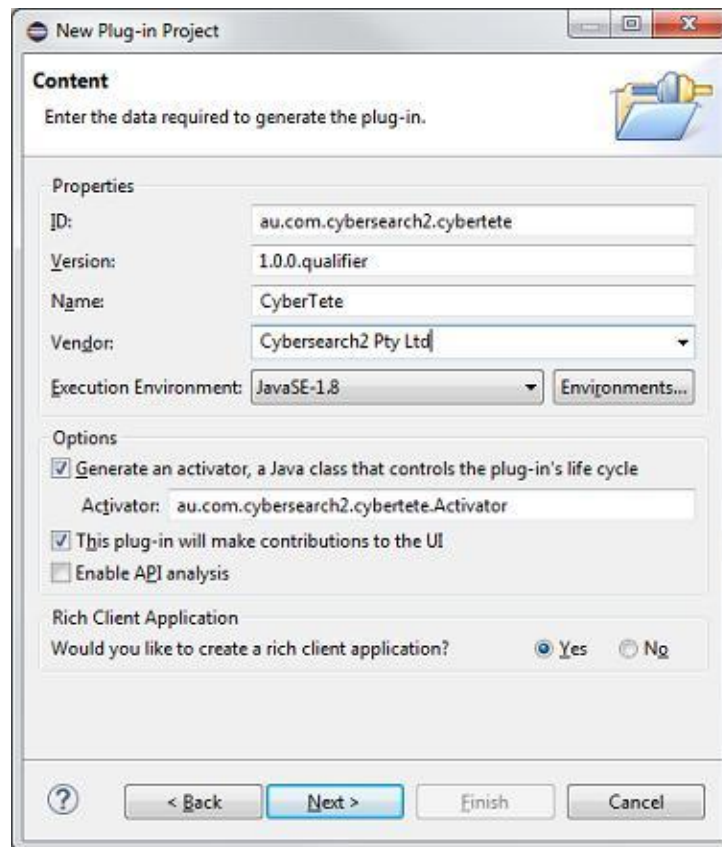 New Plug-in Project
Content
Enter the data required to generate the plug-in.
Properties
ID: au.com.cybersearch2.cybertete
Version: 1.0.0.qualifier
Name: CyberTete
Vendor: Cybersearch2 Pty Ltd
Execution Environment: JavaSE-1.8 Environments...
Options
Generate an activator, a Java class that controls the plug-in's life cycle
Activator: au.com.cybersearch2.cybertete.Activator
This plug-in will make contributions to the UI
Enable API analysis
Rich Client Application
Would you like to create a rich client application? Yes No
? < Back Next > Finish Cancel